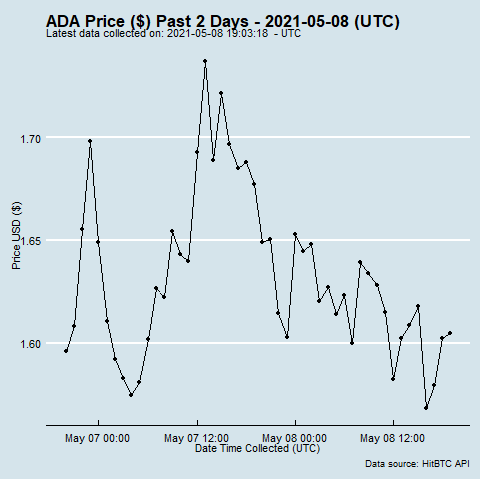 ADA Price ($) Past 2 Days - 2021-05-08 (UTC)
Latest data collected on: 2021-05-08 19:03:18 - UTC
1.70
1.65
1.60
Price USD ($)
May 07 00:00 May 07 12:00 May 08 00:00 May 08 12:00
Date Time Collected (UTC)
Data source: HitBTC API